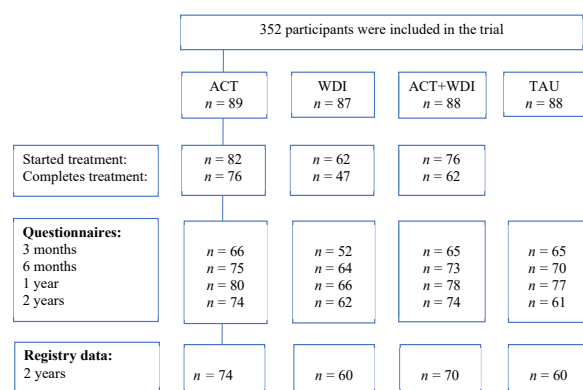 352 participants were included in the trial
ACT WDI ACT+WDI TAU
n = 89 n = 87 n = 88 n = 88
Started treatment: n = 82 n = 62 n = 76
Completes treatment: n = 76 n = 47 n = 62
Questionnaires:
3 months n = 66 n = 52 n = 65 n = 65
6 months n = 75 n = 64 n = 73 n = 70
1 year n = 80 n = 66 n = 78 n = 77
2 years n = 74 n = 62 n = 74 n = 61
Registry data:
2 years n = 74 n = 60 n = 70 n = 60